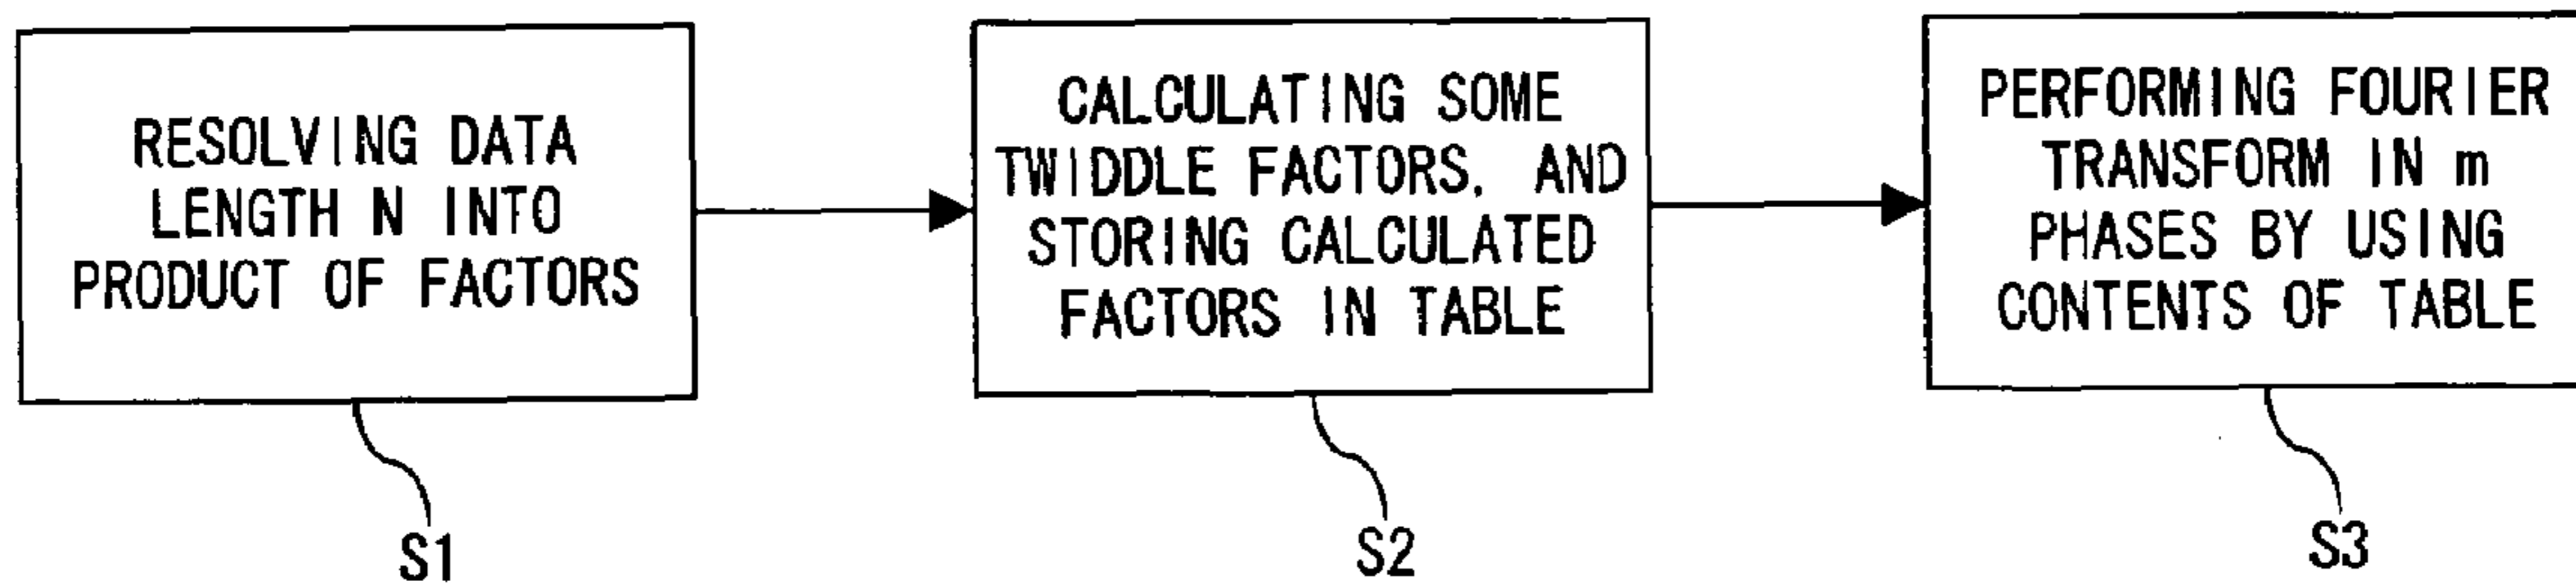 RESOLVING DATA
LENGTH N INTO
PRODUCT OF FACTORS
CALCULATING SOME
TWIDDLE FACTORS, AND
STORING CALCULATED
FACTORS IN TABLE
PERFORMING FOURIER
TRANSFORM IN m
PHASES BY USING
CONTENTS OF TABLE
S1
S2
S3